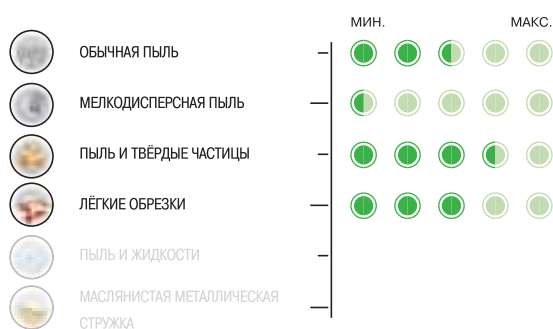 МИН. МАКС.
ОБЫЧНАЯ ПЫЛЬ
МЕЛКОДИСПЕРСНАЯ ПЫЛЬ
ПЫЛЬ И ТВЁРДЫЕ ЧАСТИЦЫ
ЛЁГКИЕ ОБРЕЗКИ
ПЫЛЬ И ЖИДКОСТИ
МАСЛЯНИСТАЯ МЕТАЛЛИЧЕСКАЯ
СТРУЖКА